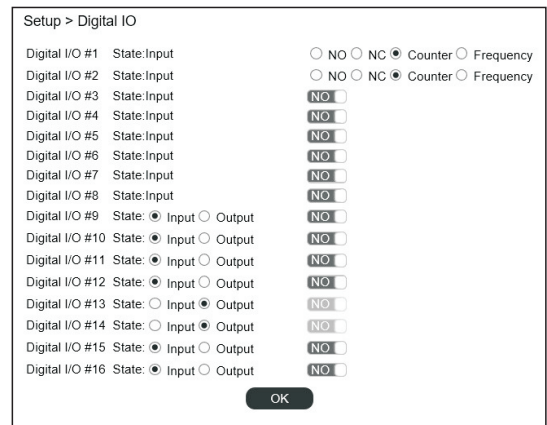 Setup > Digital IO
Digital I/O #1 State:Input NO NC Counter Frequency
Digital I/O #2 State:Input NO NC Counter Frequency
Digital I/O #3 State:Input NO
Digital I/O #4 State:Input NO
Digital I/O #5 State:Input NO
Digital I/O #6 State:Input NO
Digital I/O #7 State:Input NO
Digital I/O #8 State:Input NO
Digital I/O #9 State: Input Output NO
Digital I/O #10 State: Input Output NO
Digital I/O #11 State: Input Output NO
Digital I/O #12 State: Input Output NO
Digital I/O #13 State: Input Output NO
Digital I/O #14 State: Input Output NO
Digital I/O #15 State: Input Output NO
Digital I/O #16 State: Input Output NO
OK